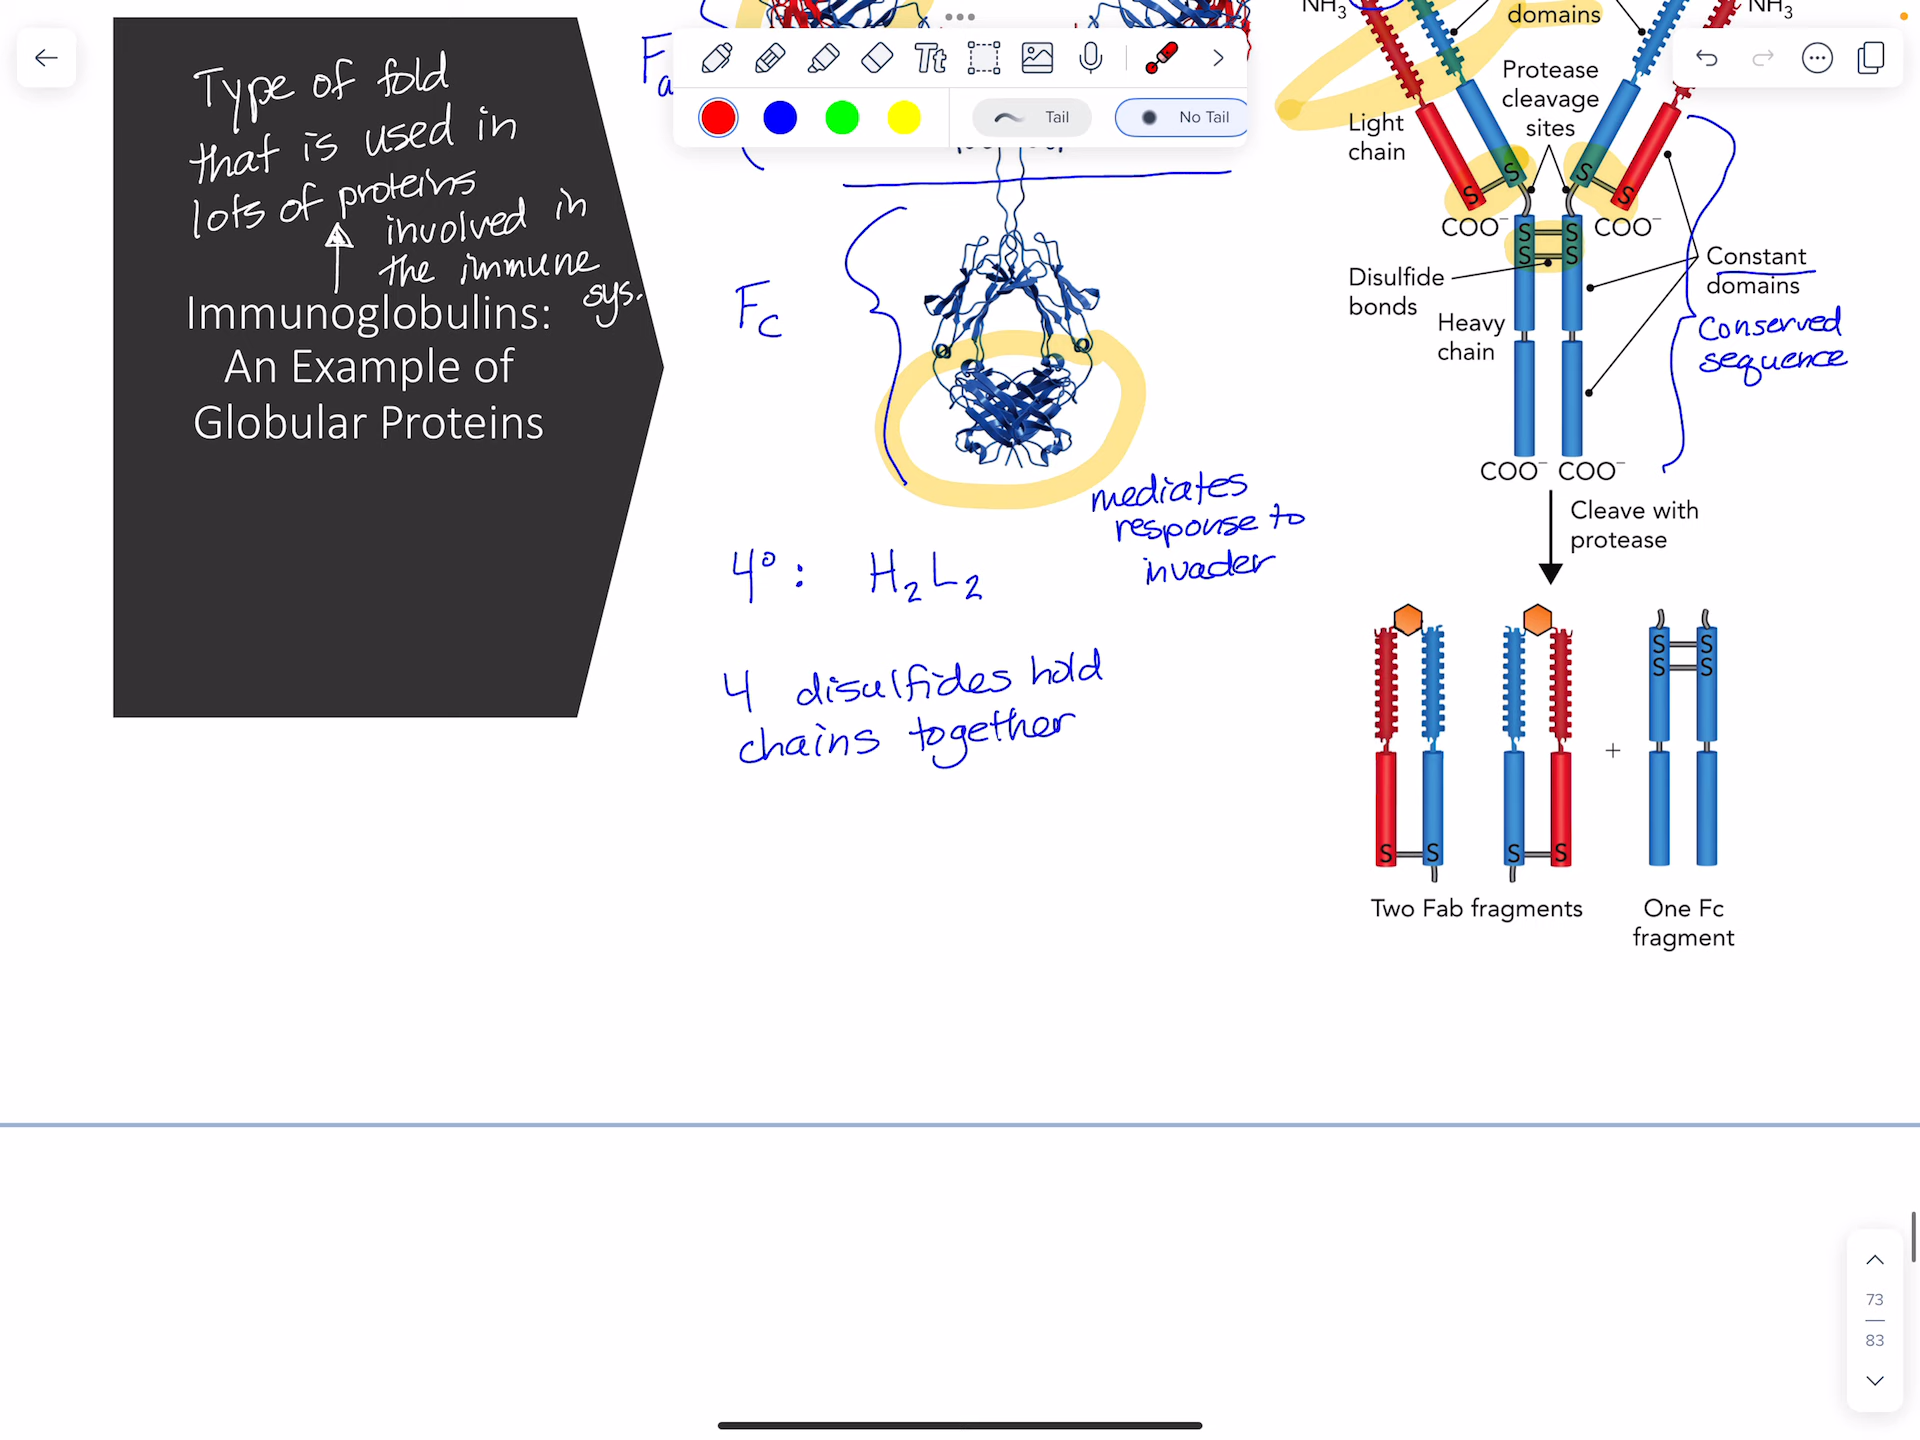 Type of fold
that is used in
lots of proteins
involved in
the immune
sys.
Immunoglobulins:
An Example of
Globular Proteins
Fa
Tt
Tail
No Tail
Fc
mediates
response to
invader
4°: H2L2
4 disulfides hold
chains together
NH3
domains
NH3
Protease
cleavage
sites
Light
chain
S S S S
COO⁻ COO⁻
S S
S S
Disulfide
bonds
Constant
domains
Conserved
sequence
Heavy
chain
COO⁻ COO⁻
Cleave with
protease
S S
S S
+
S S S S
Two Fab fragments
One Fc
fragment
73
83